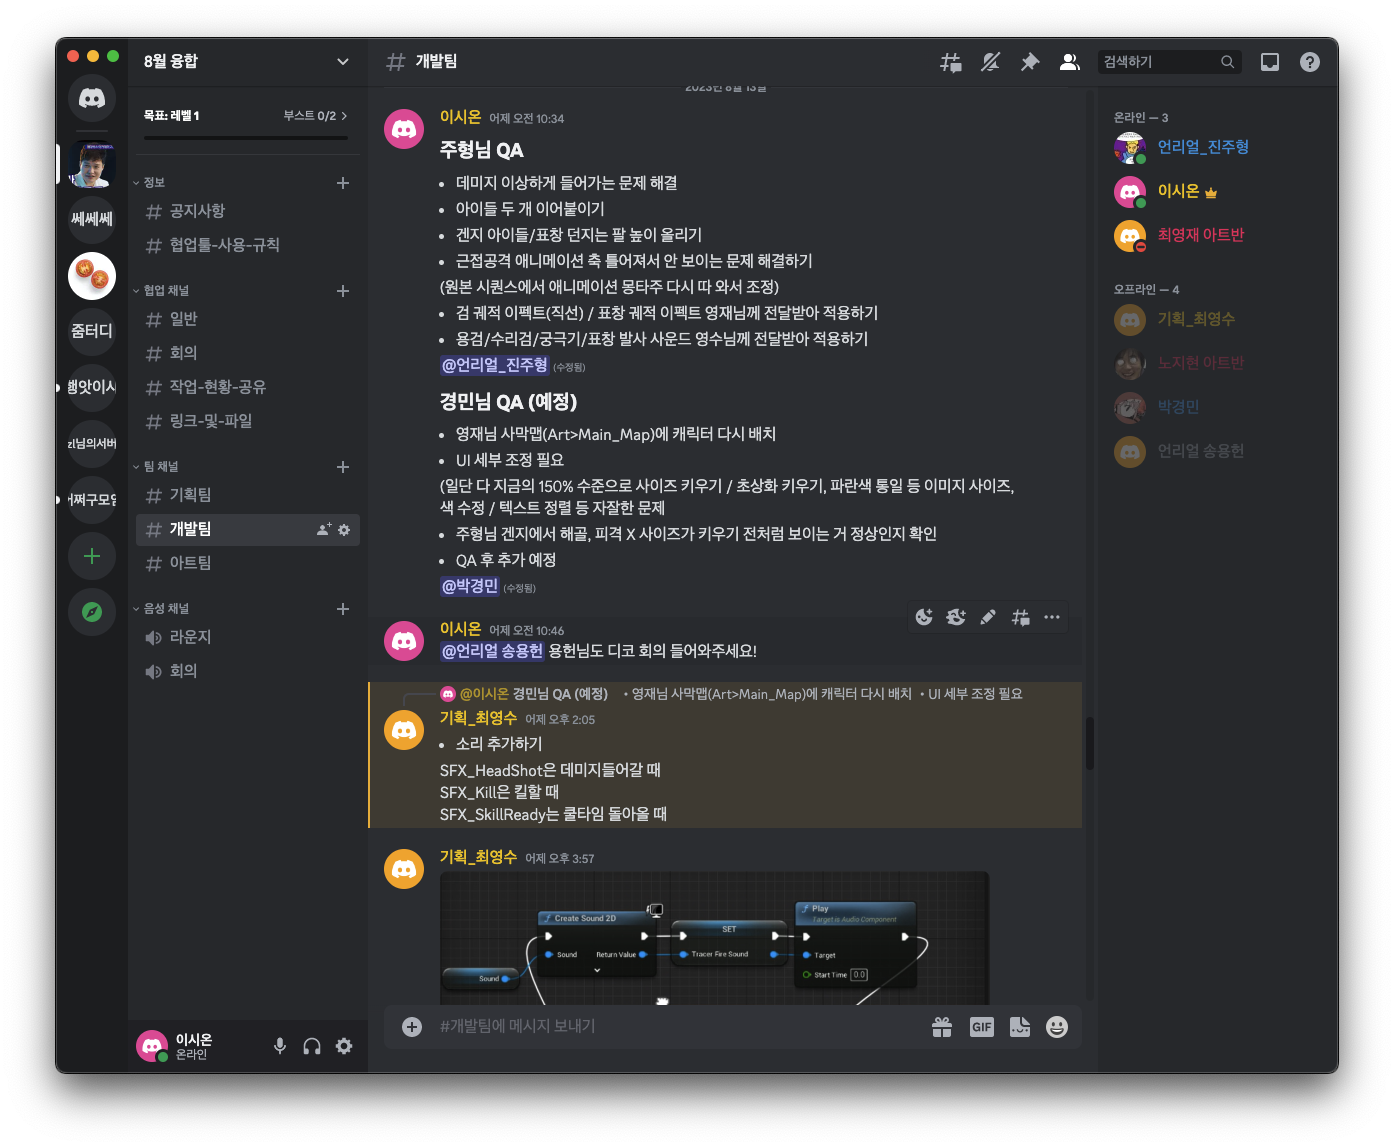 8월 융합
개발팀
검색하기
목표: 레벨 1
부스트 0/2
정보
공지사항
협업툴-사용-규칙
협업 채널
일반
회의
작업-현황-공유
링크-및-파일
팀 채널
기획팀
개발팀
아트팀
음성 채널
라운지
회의
쎄쎄쎄
줌터디
이시온
온라인
2023년 8월 13일
이시온 어제 오전 10:34
주형님 QA
• 데미지 이상하게 들어가는 문제 해결
• 아이들 두 개 이어붙이기
• 겐지 아이들/표창 던지는 팔 높이 올리기
• 근접공격 애니메이션 축 틀어져서 안 보이는 문제 해결하기
(원본 시퀀스에서 애니메이션 몽타주 다시 따 와서 조정)
• 검 궤적 이펙트(직선) / 표창 궤적 이펙트 영재님께 전달받아 적용하기
• 용검/수리검/궁극기/표창 발사 사운드 영수님께 전달받아 적용하기
@언리얼_진주형 (수정됨)
경민님 QA (예정)
• 영재님 사막맵(Art>Main_Map)에 캐릭터 다시 배치
• UI 세부 조정 필요
(일단 다 지금의 150% 수준으로 사이즈 키우기 / 초상화 키우기, 파란색 통일 등 이미지 사이즈,
색 수정 / 텍스트 정렬 등 자잘한 문제
• 주형님 겐지에서 해골, 피격 X 사이즈가 키우기 전처럼 보이는 거 정상인지 확인
• QA 후 추가 예정
@박경민 (수정됨)
이시온 어제 오전 10:46
@언리얼 송용헌 용헌님도 디코 회의 들어와주세요!
@이시온 경민님 QA (예정) • 영재님 사막맵(Art>Main_Map)에 캐릭터 다시 배치 • UI 세부 조정 필요
기획_최영수 어제 오후 2:05
• 소리 추가하기
SFX_HeadShot은 데미지들어갈 때
SFX_Kill은 킬할 때
SFX_SkillReady는 쿨타임 돌아올 때
기획_최영수 어제 오후 3:57
Create Sound 2D
Sound
Return Value
Sound
SET
Tracer Fire Sound
Play
Target is Audio Component
Target
Start Time 0.0
#개발팀에 메시지 보내기
GIF
온라인 — 3
언리얼_진주형
이시온
최영재 아트반
오프라인 — 4
기획_최영수
노지현 아트반
박경민
언리얼 송용헌